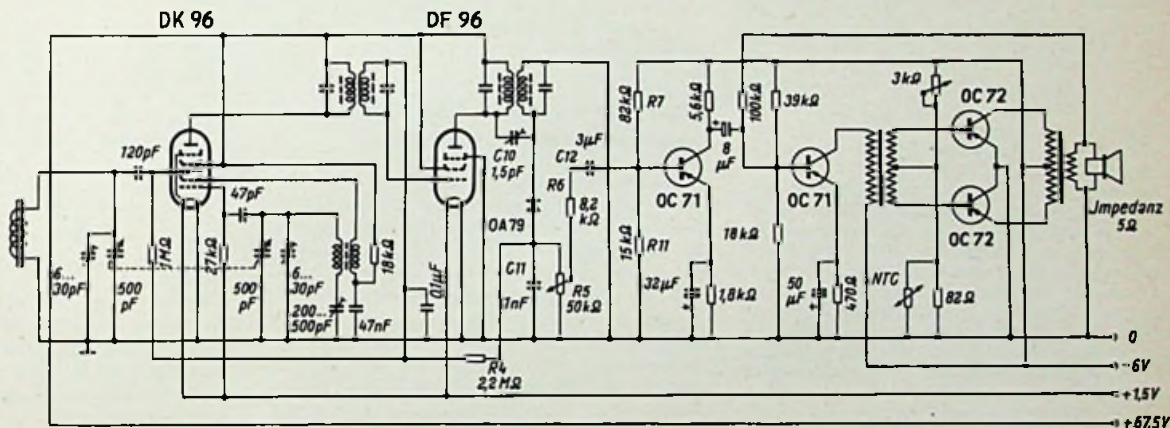 DK 96
DF 96
120pF
47pF
1MΩ
27kΩ
6...
30pF
500
pF
500
pF
6...
30pF
200...
500pF
18kΩ
47nF
0,1μF
C10
1,5pF
OA79
C11
1nF
R4
2,2MΩ
R5
50kΩ
R6
8,2
kΩ
3μF
C12
82kΩ
R7
15kΩ
R11
5,6kΩ
8
μF
OC 71
32μF
1,8kΩ
100kΩ
39kΩ
18kΩ
OC 71
50
μF
470Ω
3kΩ
OC 72
OC 72
NTC
82Ω
Jmpedanz
5Ω
0
-6V
+1,5V
+67,5V